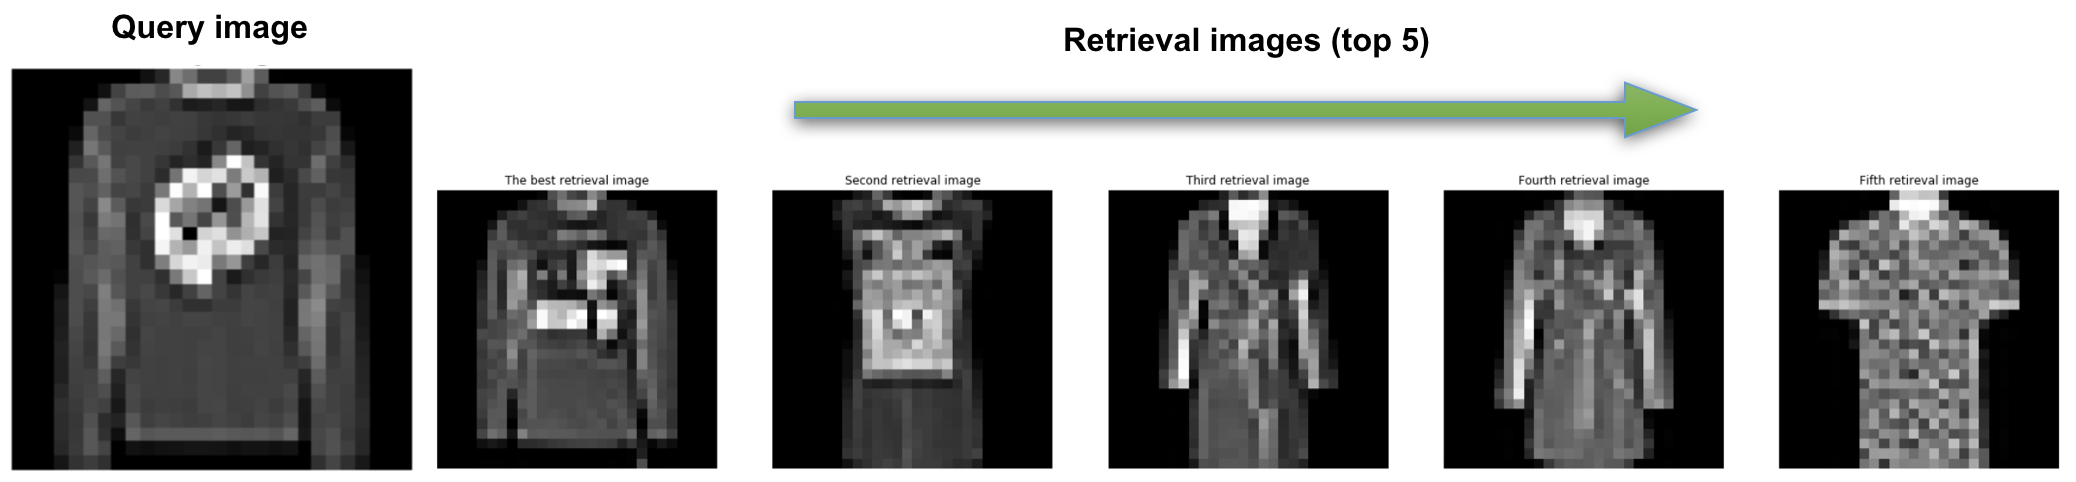 Query image
Retrieval images (top 5)
The best retrieval image
Second retrieval image
Third retrieval image
Fourth retrieval image
Fifth retireval image